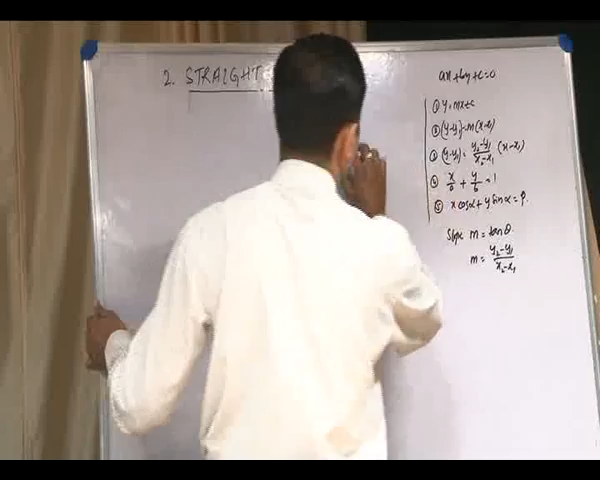 2. STRAIGHT
ax+by+c=0
① y=mx+c
② (y-y₁)=m(x-x₁)
③ (y-y₁)= y₂-y₁/x₂-x₁ (x-x₁)
④ x/a + y/b = 1
⑤ x cosα + y sinα = P.
Slope m = tanθ.
m = y₂-y₁/x₂-x₁